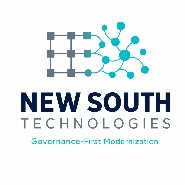 NEW SOUTH
TECHNOLOGIES
Governance-First Modernization